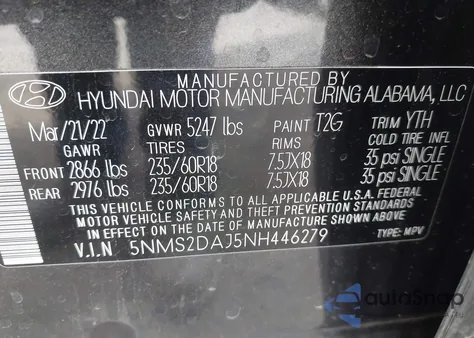 MANUFACTURED BY
HYUNDAI MOTOR MANUFACTURING ALABAMA, LLC
Mar/21/22 GVWR 5247 lbs PAINT T2G TRIM YTH
GAWR TIRES RIMS COLD TIRE INFL
FRONT 2866 lbs 235/60R18 7.5JX18 35 psi SINGLE
REAR 2976 lbs 235/60R18 7.5JX18 35 psi SINGLE
THIS VEHICLE CONFORMS TO ALL APPLICABLE U.S.A. FEDERAL
MOTOR VEHICLE SAFETY AND THEFT PREVENTION STANDARDS
IN EFFECT ON THE DATE OF MANUFACTURE SHOWN ABOVE.
V.I.N 5NMS2DAJ5NH446279 TYPE: MPV
AutoSnap